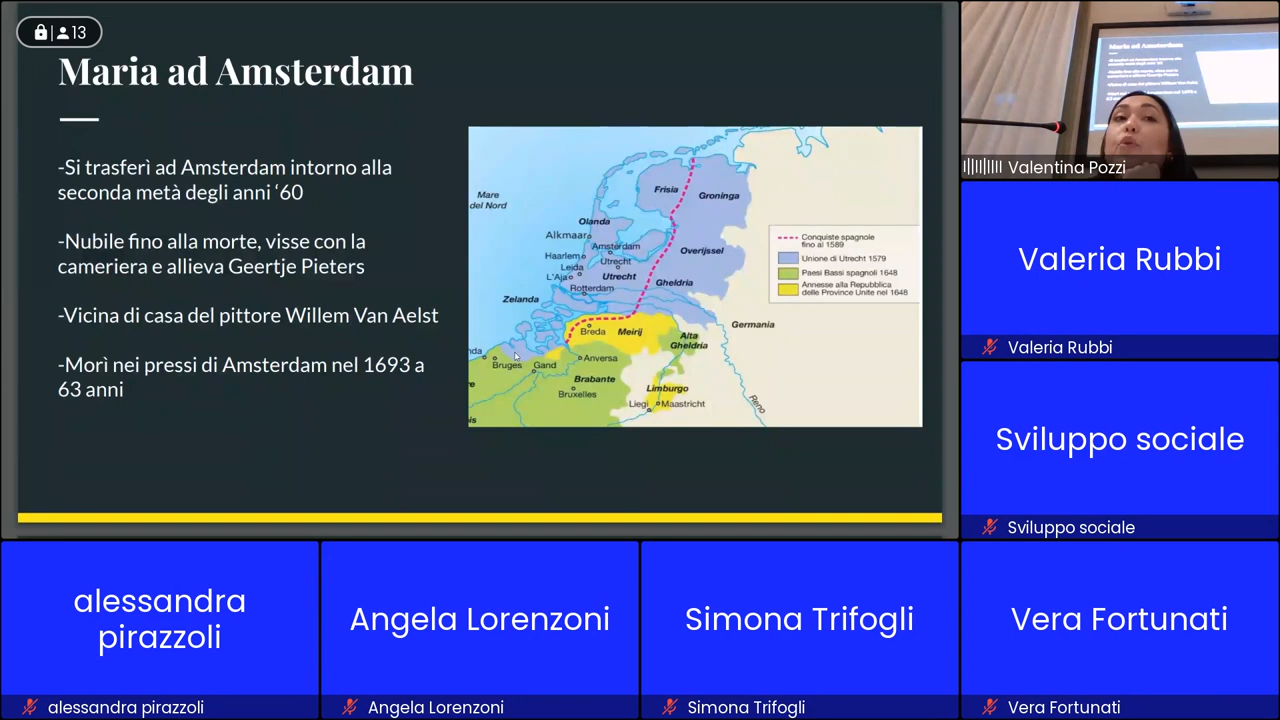 13
Maria ad Amsterdam
-Si trasferì ad Amsterdam intorno alla
seconda metà degli anni ‘60
-Nubile fino alla morte, visse con la
cameriera e allieva Geertje Pieters
-Vicina di casa del pittore Willem Van Aelst
-Morì nei pressi di Amsterdam nel 1693 a
63 anni
Mare
del Nord
Frisia
Groninga
Olanda
Alkmaar
Amsterdam
Overijssel
Haarlem
Utrecht
Leida
L'Aja
Utrecht
Gheldria
Rotterdam
Zelanda
Germania
Breda
Meirij
Alta
Gheldria
nda
Bruges
Gand
Anversa
Brabante
Bruxelles
Limburgo
Liegi
Maastricht
Reno
Conquiste spagnole
fino al 1589
Unione di Utrecht 1579
Paesi Bassi spagnoli 1648
Annesse alla Repubblica
delle Province Unite nel 1648
Maria ad Amsterdam
Valentina Pozzi
Valeria Rubbi
Valeria Rubbi
Sviluppo sociale
Sviluppo sociale
alessandra
pirazzoli
alessandra pirazzoli
Angela Lorenzoni
Angela Lorenzoni
Simona Trifogli
Simona Trifogli
Vera Fortunati
Vera Fortunati